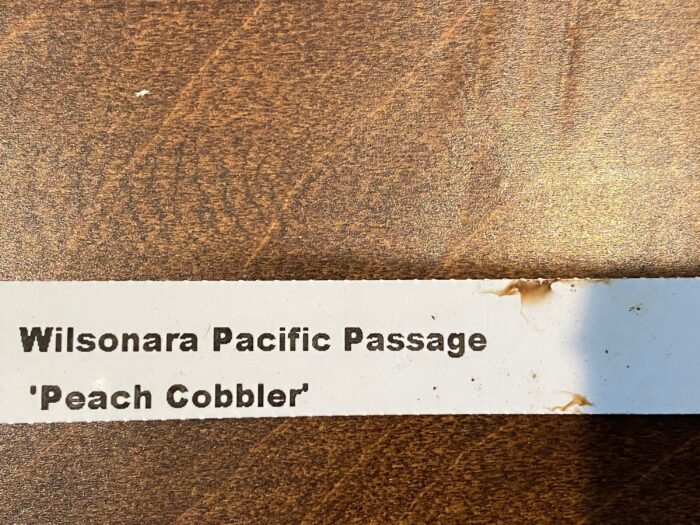 Wilsonara Pacific Passage
'Peach Cobbler'